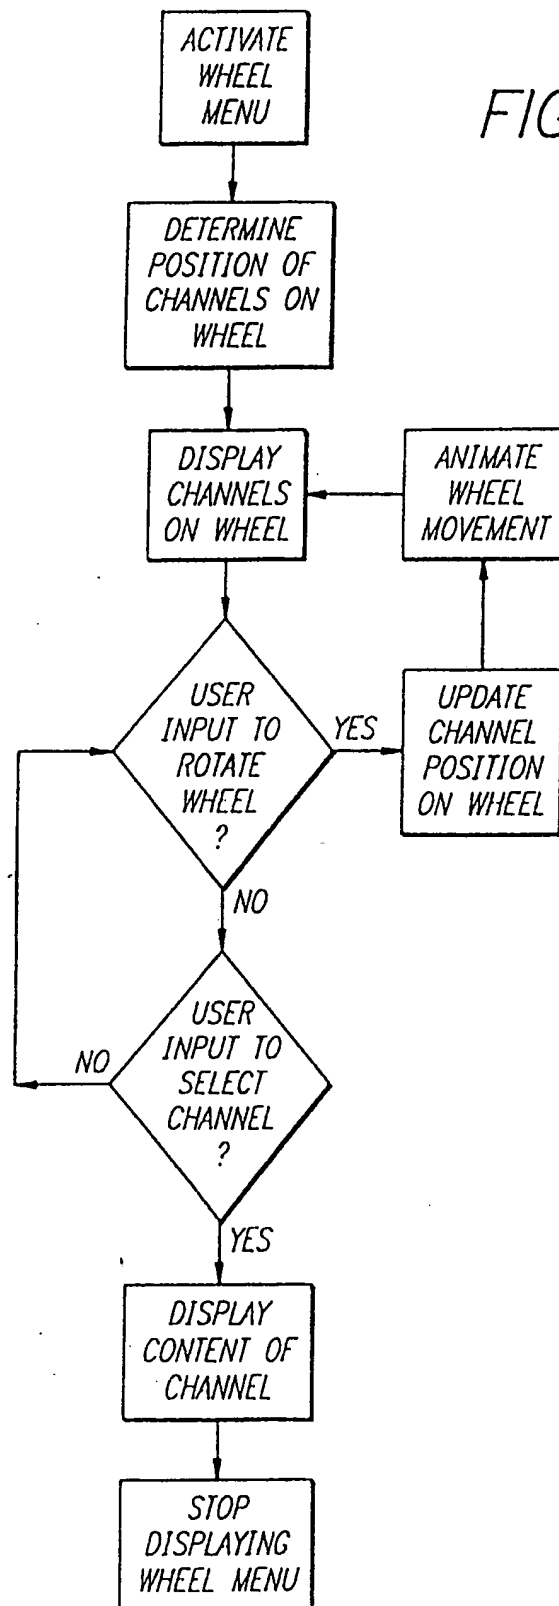 ACTIVATE
WHEEL
MENU
FIG
DETERMINE
POSITION OF
CHANNELS ON
WHEEL
DISPLAY
CHANNELS
ON WHEEL
ANIMATE
WHEEL
MOVEMENT
USER
INPUT TO
ROTATE
WHEEL
?
YES
UPDATE
CHANNEL
POSITION
ON WHEEL
NO
USER
INPUT TO
SELECT
CHANNEL
?
NO
YES
DISPLAY
CONTENT OF
CHANNEL
STOP
DISPLAYING
WHEEL MENU